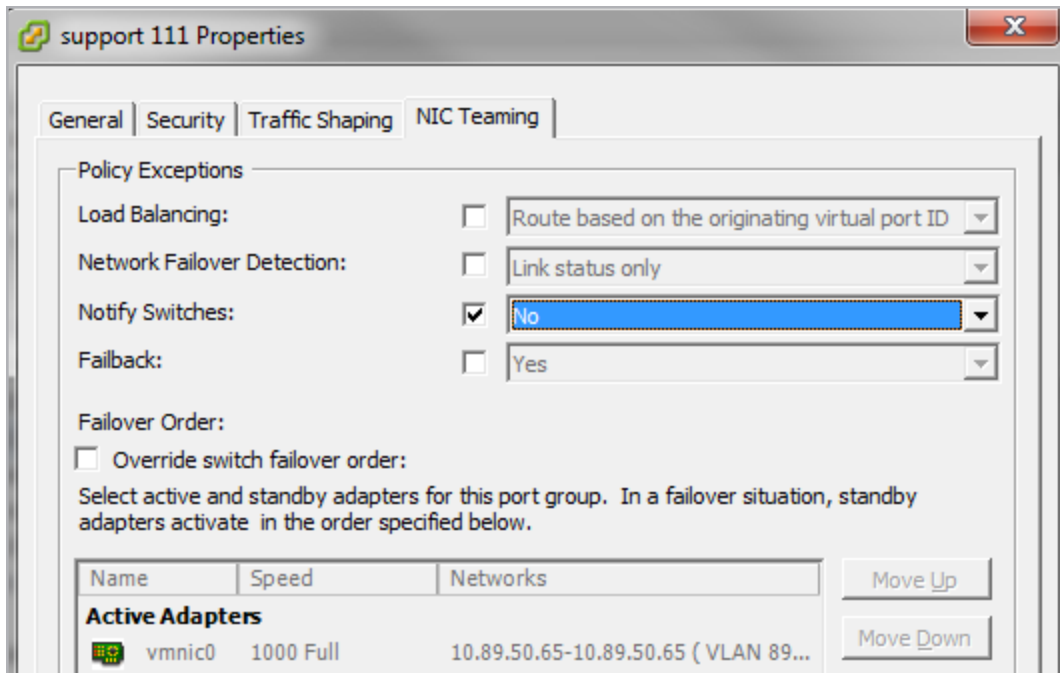 support 111 Properties
General Security Traffic Shaping NIC Teaming
Policy Exceptions
Load Balancing: Route based on the originating virtual port ID
Network Failover Detection: Link status only
Notify Switches: No
Failback: Yes
Failover Order:
Override switch failover order:
Select active and standby adapters for this port group. In a failover situation, standby
adapters activate in the order specified below.
Name Speed Networks Move Up
Active Adapters
vmnic0 1000 Full 10.89.50.65-10.89.50.65 ( VLAN 89... Move Down